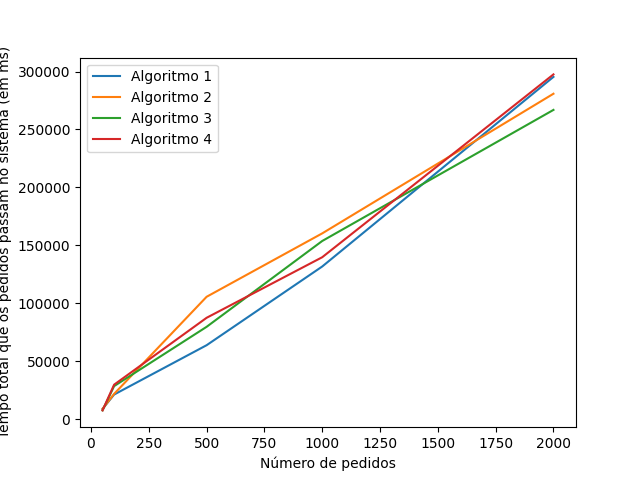 Tempo total que os pedidos passam no sistema (em ms)
300000
250000
200000
150000
100000
50000
0
Algoritmo 1
Algoritmo 2
Algoritmo 3
Algoritmo 4
0 250 500 750 1000 1250 1500 1750 2000
Número de pedidos